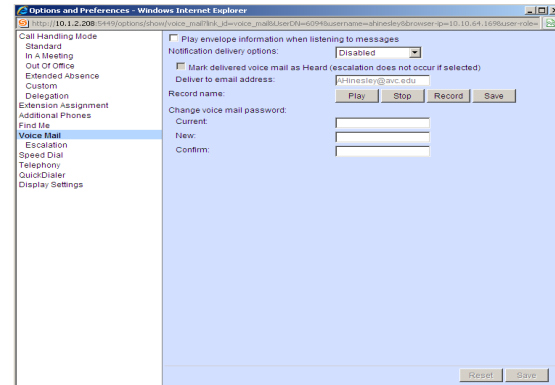 Options and Preferences - Windows Internet Explorer
http://10.1.2.208:5449/options/show/voice_mail?link_id=voice_mail&UserDN=6094&username=ahinesley&browser-ip=10.10.64.169&user-role=
Call Handling Mode
Standard
In A Meeting
Out Of Office
Extended Absence
Custom
Delegation
Extension Assignment
Additional Phones
Find Me
Voice Mail
Escalation
Speed Dial
Telephony
QuickDialer
Display Settings
Play envelope information when listening to messages
Notification delivery options: Disabled
Mark delivered voice mail as Heard (escalation does not occur if selected)
Deliver to email address: AHinesley@avc.edu
Record name: Play Stop Record Save
Change voice mail password:
Current:
New:
Confirm:
Reset Save